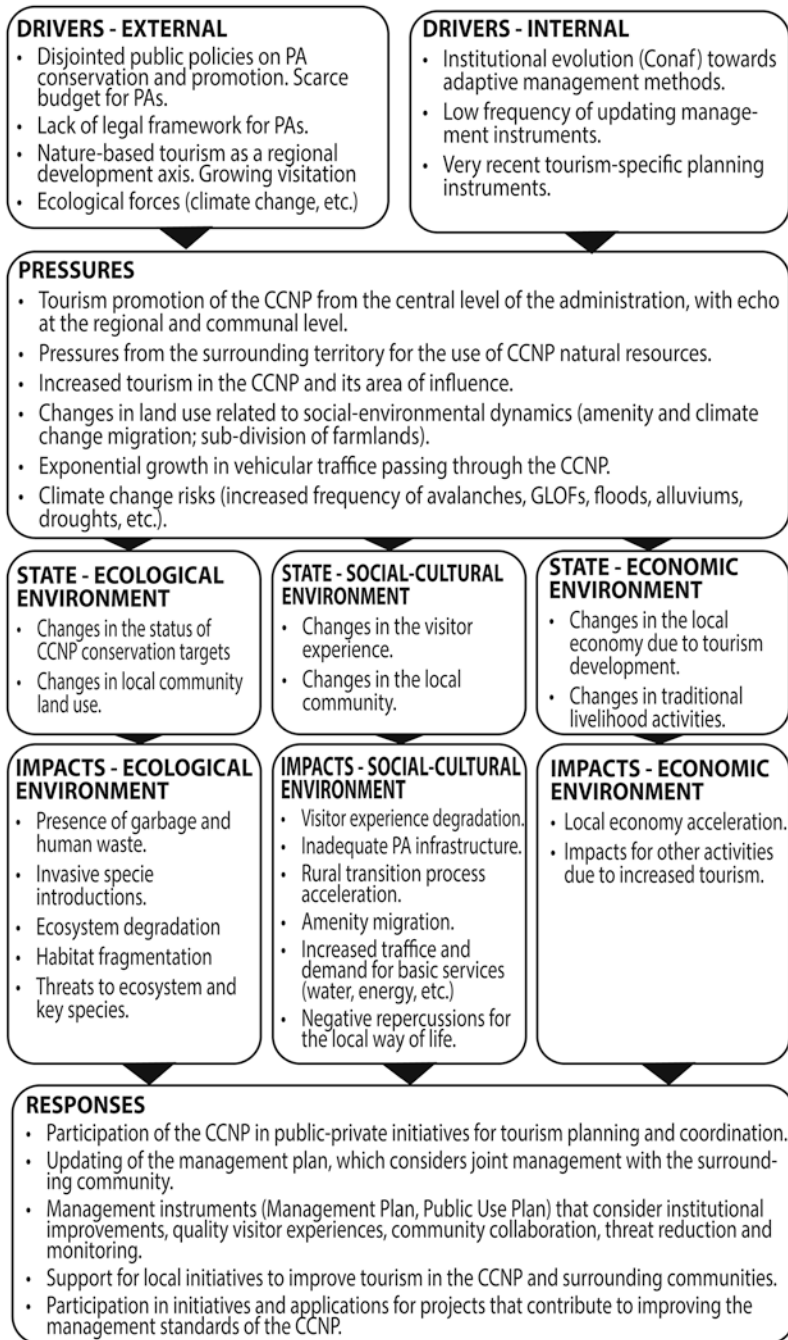 DRIVERS - EXTERNAL
• Disjointed public policies on PA
conservation and promotion. Scarce
budget for PAs.
• Lack of legal framework for PAs.
• Nature-based tourism as a regional
development axis. Growing visitation
• Ecological forces (climate change, etc.)
DRIVERS - INTERNAL
• Institutional evolution (Conaf) towards
adaptive management methods.
• Low frequency of updating manage-
ment instruments.
• Very recent tourism-specific planning
instruments.
PRESSURES
• Tourism promotion of the CCNP from the central level of the administration, with echo
at the regional and communal level.
• Pressures from the surrounding territory for the use of CCNP natural resources.
• Increased tourism in the CCNP and its area of influence.
• Changes in land use related to social-environmental dynamics (amenity and climate
change migration; sub-division of farmlands).
• Exponential growth in vehicular traffic passing through the CCNP.
• Climate change risks (increased frequency of avalanches, GLOFs, floods, alluviums,
droughts, etc.).
STATE - ECOLOGICAL
ENVIRONMENT
• Changes in the status of
CCNP conservation targets
• Changes in local community
land use.
STATE - SOCIAL-CULTURAL
ENVIRONMENT
• Changes in the visitor
experience.
• Changes in the local
community.
STATE - ECONOMIC
ENVIRONMENT
• Changes in the local
economy due to tourism
development.
• Changes in traditional
livelihood activities.
IMPACTS - ECOLOGICAL
ENVIRONMENT
• Presence of garbage and
human waste.
• Invasive specie
introductions.
• Ecosystem degradation
• Habitat fragmentation
• Threats to ecosystem and
key species.
IMPACTS - SOCIAL-CULTURAL
ENVIRONMENT
• Visitor experience degradation.
• Inadequate PA infrastructure.
• Rural transition process
acceleration.
• Amenity migration.
• Increased traffic and
demand for basic services
(water, energy, etc.)
• Negative repercussions for
the local way of life.
IMPACTS - ECONOMIC
ENVIRONMENT
• Local economy acceleration.
• Impacts for other activities
due to increased tourism.
RESPONSES
• Participation of the CCNP in public-private initiatives for tourism planning and coordination.
• Updating of the management plan, which considers joint management with the surround-
ing community.
• Management instruments (Management Plan, Public Use Plan) that consider institutional
improvements, quality visitor experiences, community collaboration, threat reduction and
monitoring.
• Support for local initiatives to improve tourism in the CCNP and surrounding communities.
• Participation in initiatives and applications for projects that contribute to improving the
management standards of the CCNP.